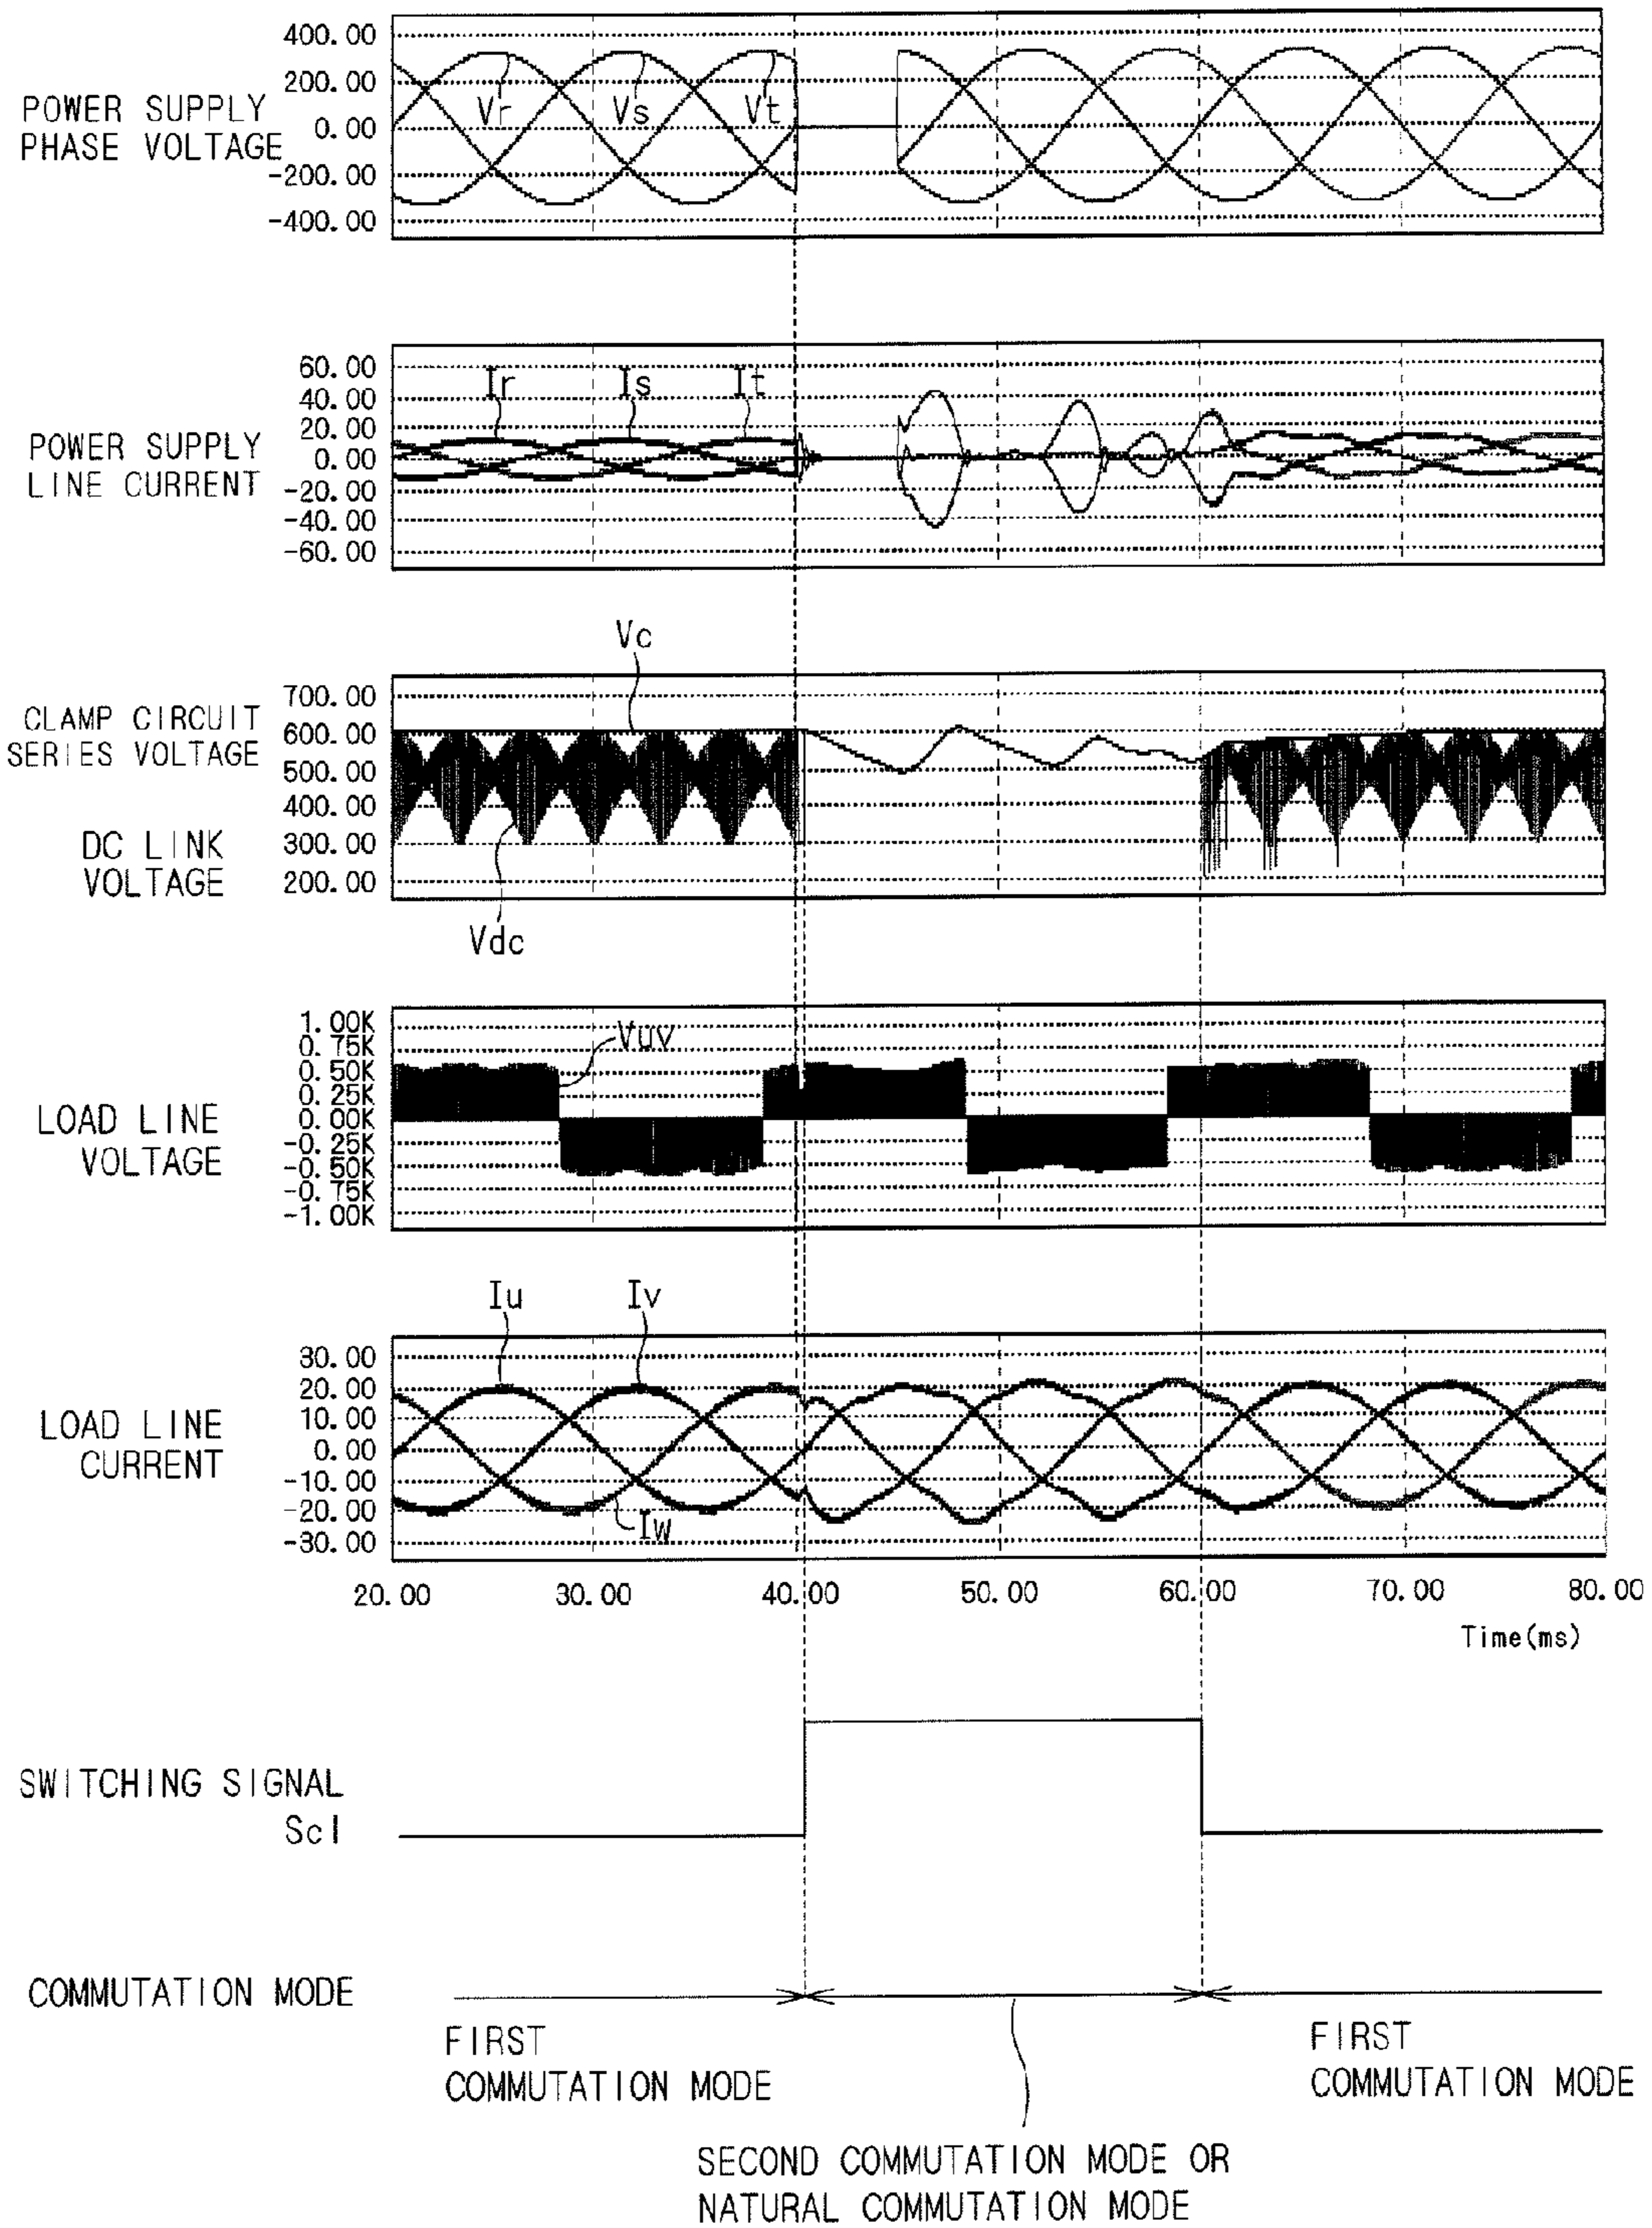 400.00
200.00
0.00
-200.00
-400.00
POWER SUPPLY
PHASE VOLTAGE
Vr
Vs
Vt
60.00
40.00
20.00
0.00
-20.00
-40.00
-60.00
POWER SUPPLY
LINE CURRENT
Ir
Is
It
Vc
700.00
600.00
500.00
400.00
300.00
200.00
CLAMP CIRCUIT
SERIES VOLTAGE
DC LINK
VOLTAGE
Vdc
1.00K
0.75K
0.50K
0.25K
0.00K
-0.25K
-0.50K
-0.75K
-1.00K
LOAD LINE
VOLTAGE
Vuv
Iu
Iv
30.00
20.00
10.00
0.00
-10.00
-20.00
-30.00
LOAD LINE
CURRENT
Iw
20.00
30.00
40.00
50.00
60.00
70.00
80.00
Time(ms)
SWITCHING SIGNAL
Scl
COMMUTATION MODE
FIRST
COMMUTATION MODE
FIRST
COMMUTATION MODE
SECOND COMMUTATION MODE OR
NATURAL COMMUTATION MODE